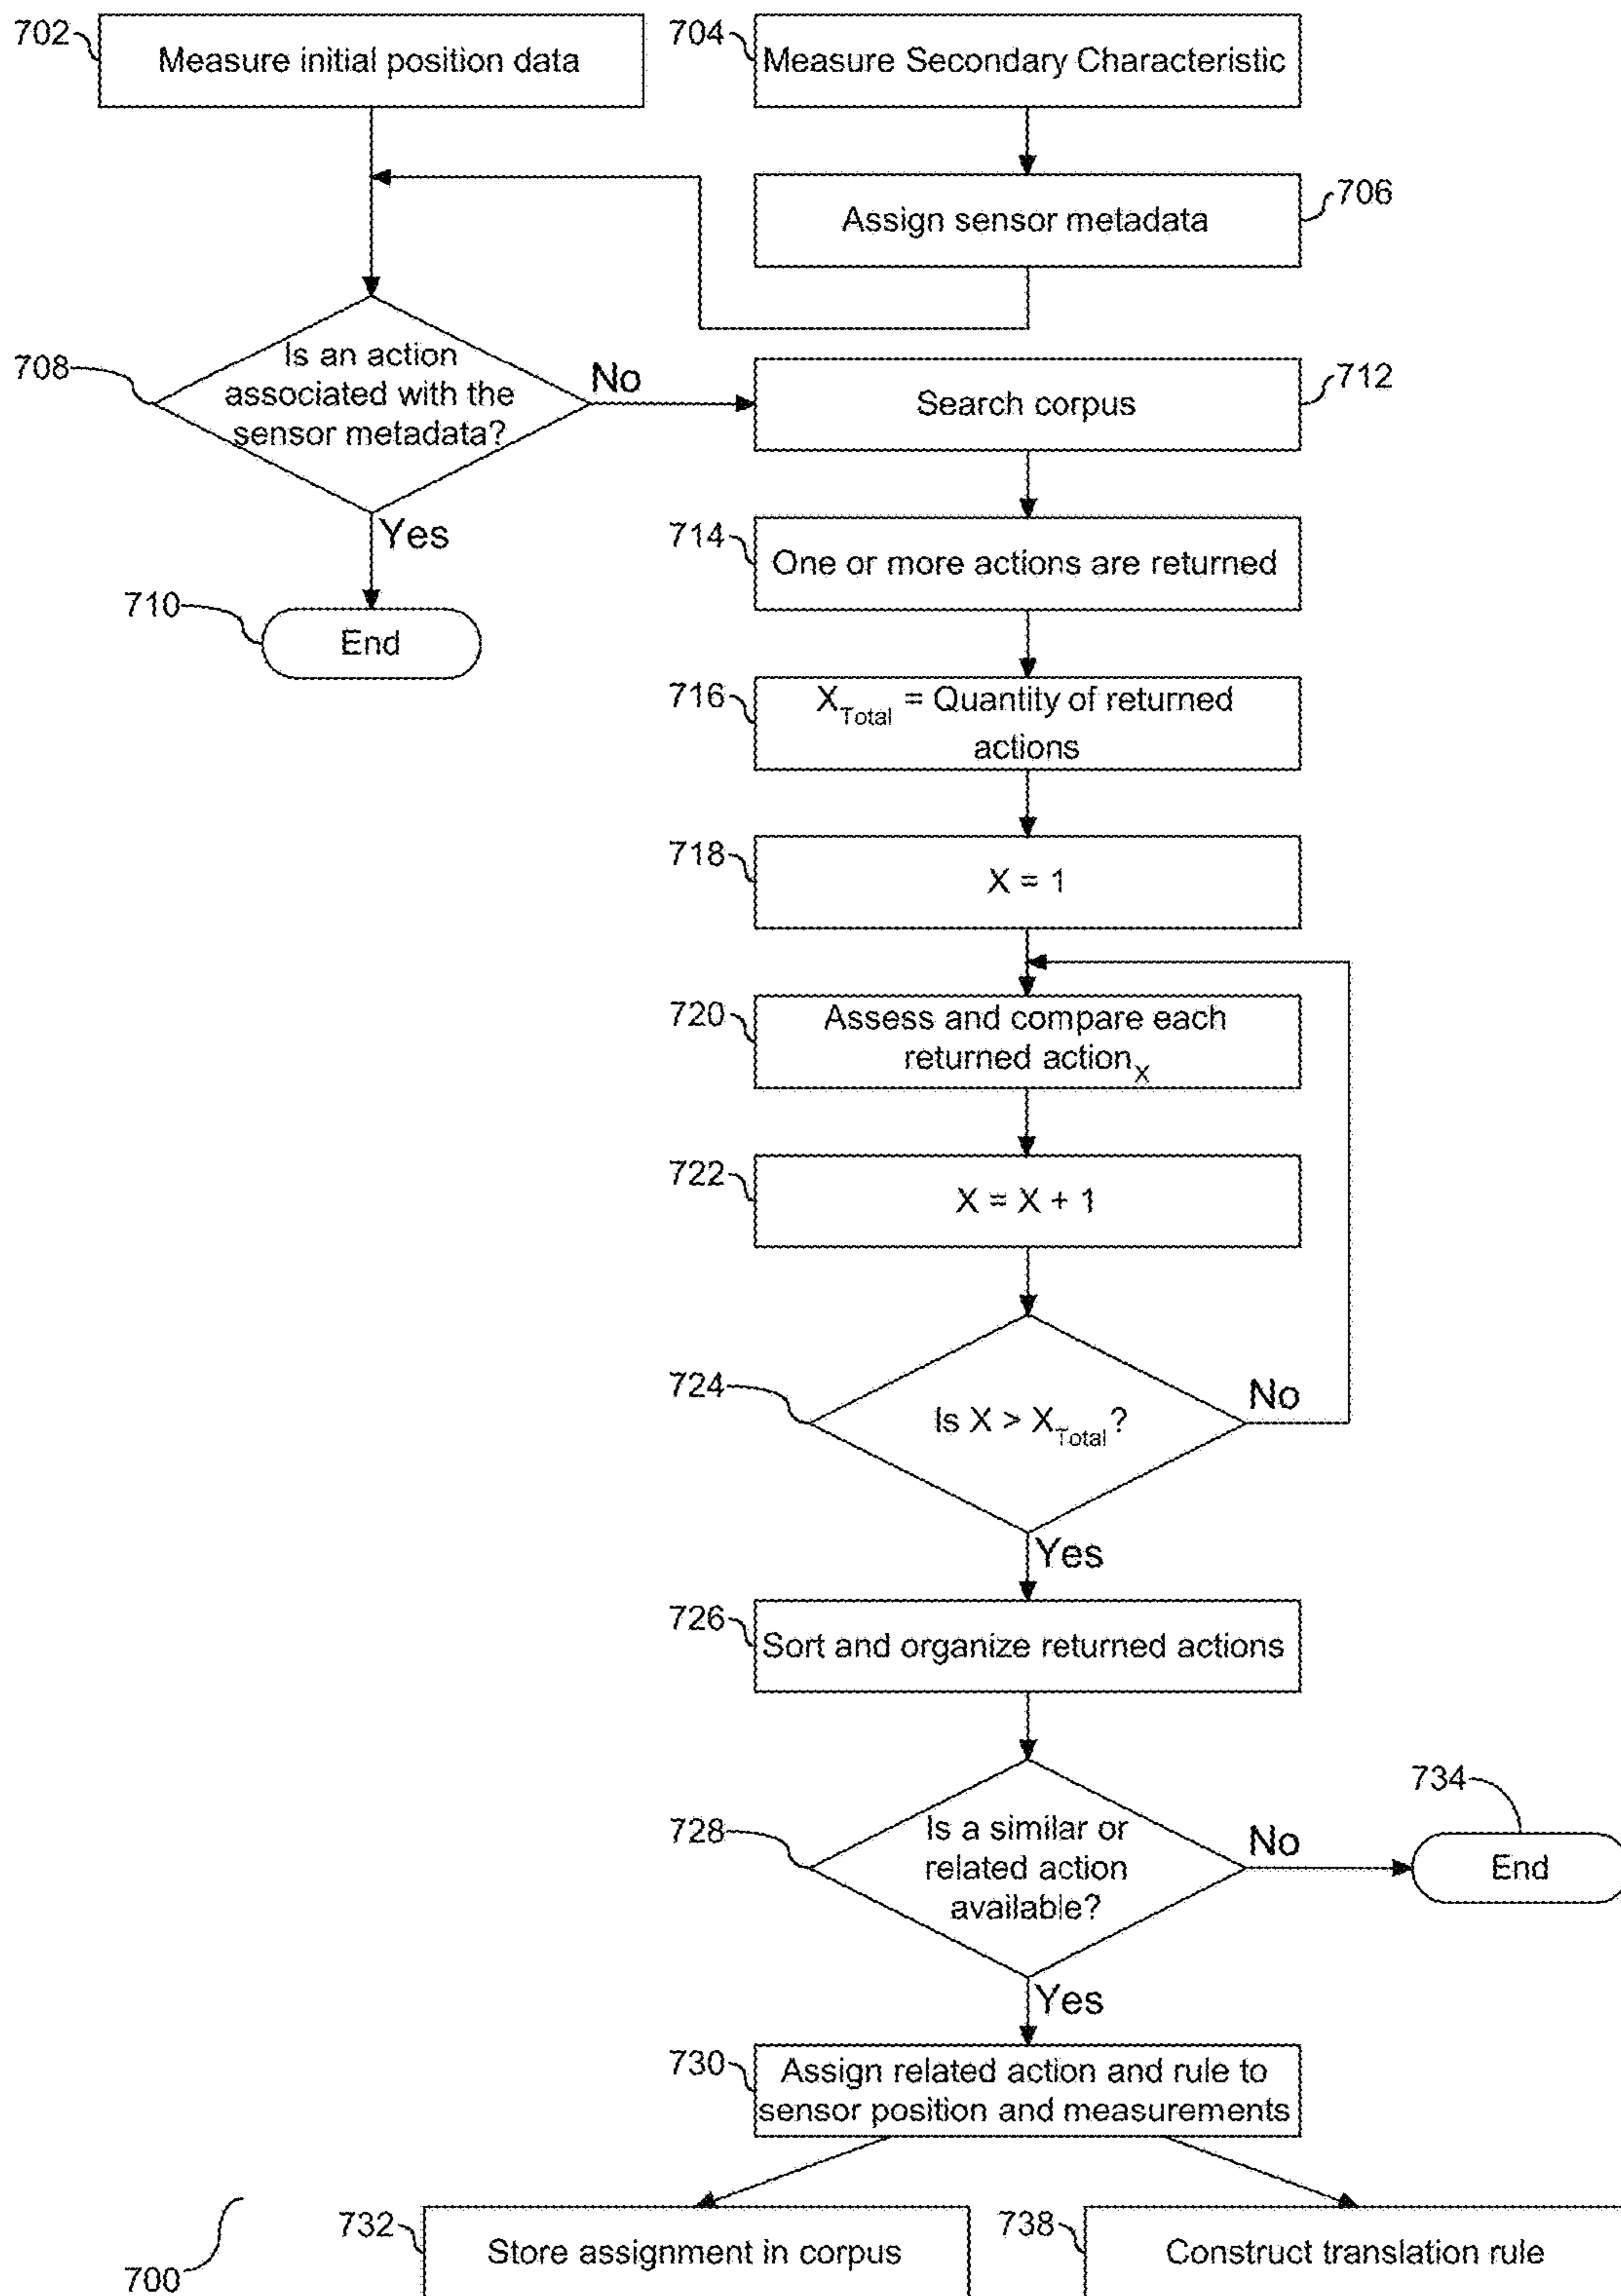 702
Measure initial position data
704
Measure Secondary Characteristic
706
Assign sensor metadata
708
Is an action
associated with the
sensor metadata?
No
Yes
710
End
712
Search corpus
714
One or more actions are returned
716
X_Total = Quantity of returned
actions
718
X = 1
720
Assess and compare each
returned action_X
722
X = X + 1
724
Is X > X_Total?
No
Yes
726
Sort and organize returned actions
728
Is a similar or
related action
available?
No
734
End
Yes
730
Assign related action and rule to
sensor position and measurements
732
Store assignment in corpus
738
Construct translation rule
700